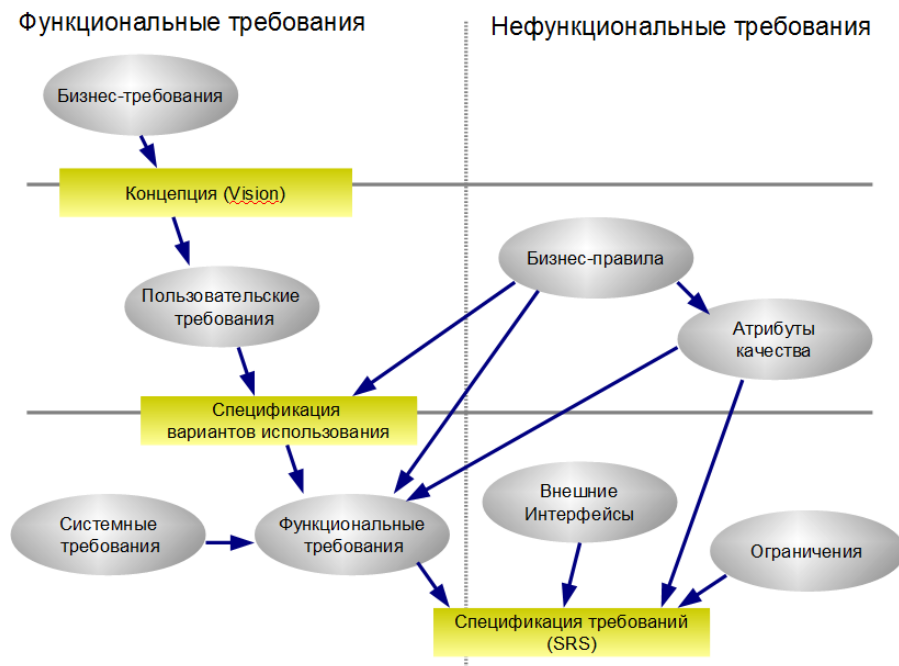 Функциональные требования
Нефункциональные требования
Бизнес-требования
Концепция (Vision)
Бизнес-правила
Пользовательские
требования
Атрибуты
качества
Спецификация
вариантов использования
Внешние
Интерфейсы
Системные
требования
Функциональные
требования
Ограничения
Спецификация требований
(SRS)